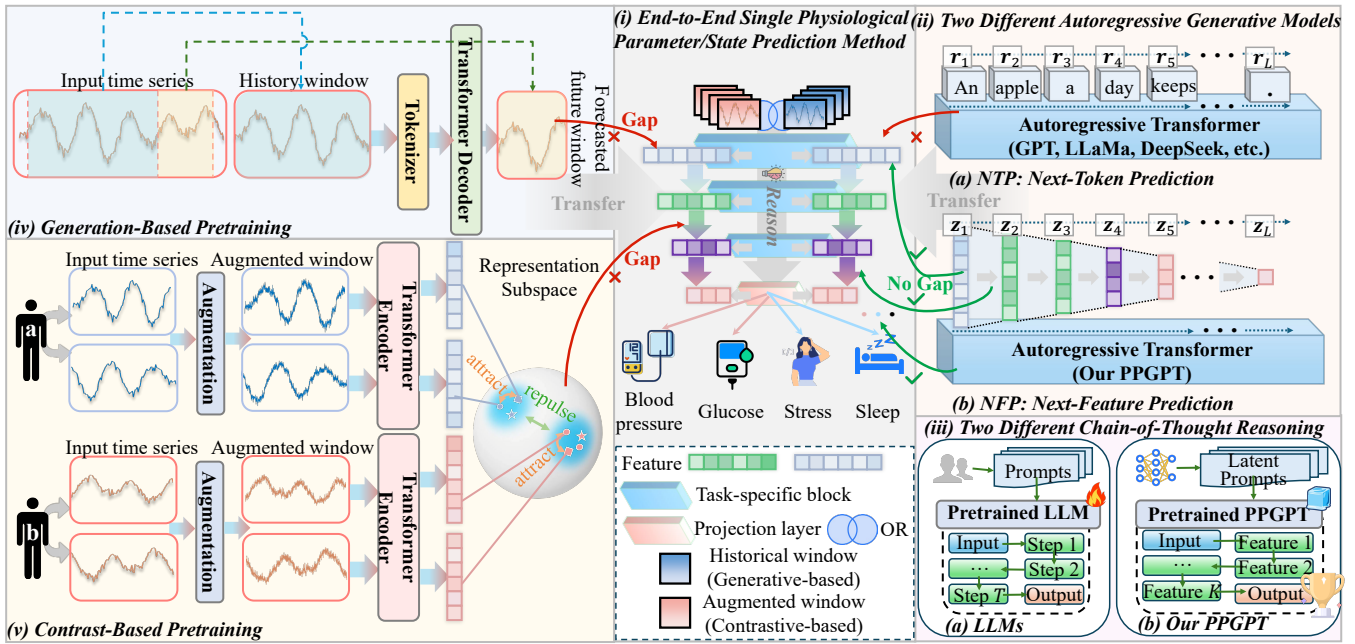 Input time series
History window
Tokenizer
Transformer Decoder
Forecasted
future window
(iv) Generation-Based Pretraining
Input time series
Augmented window
a
Augmentation
Transformer
Encoder
Representation
Subspace
attract
repulse
attract
Input time series
Augmented window
b
Augmentation
Transformer
Encoder
(v) Contrast-Based Pretraining
(i) End-to-End Single Physiological
Parameter/State Prediction Method
Gap
Transfer
Gap
Reason
Transfer
No Gap
Blood
pressure
Glucose
Stress
Sleep
Feature
Task-specific block
Projection layer
OR
Historical window
(Generative-based)
Augmented window
(Contrastive-based)
(ii) Two Different Autoregressive Generative Models
r1 r2 r3 r4 r5 ··· rL
An apple a day keeps .
Autoregressive Transformer
(GPT, LLaMa, DeepSeek, etc.)
(a) NTP: Next-Token Prediction
z1 z2 z3 z4 z5 ··· zL
···
···
Autoregressive Transformer
(Our PPGPT)
(b) NFP: Next-Feature Prediction
(iii) Two Different Chain-of-Thought Reasoning
Prompts
Pretrained LLM
Input
Step 1
···
Step 2
Step T
Output
(a) LLMs
Latent
Prompts
Pretrained PPGPT
Input
Feature 1
···
Feature 2
Feature K
Output
(b) Our PPGPT